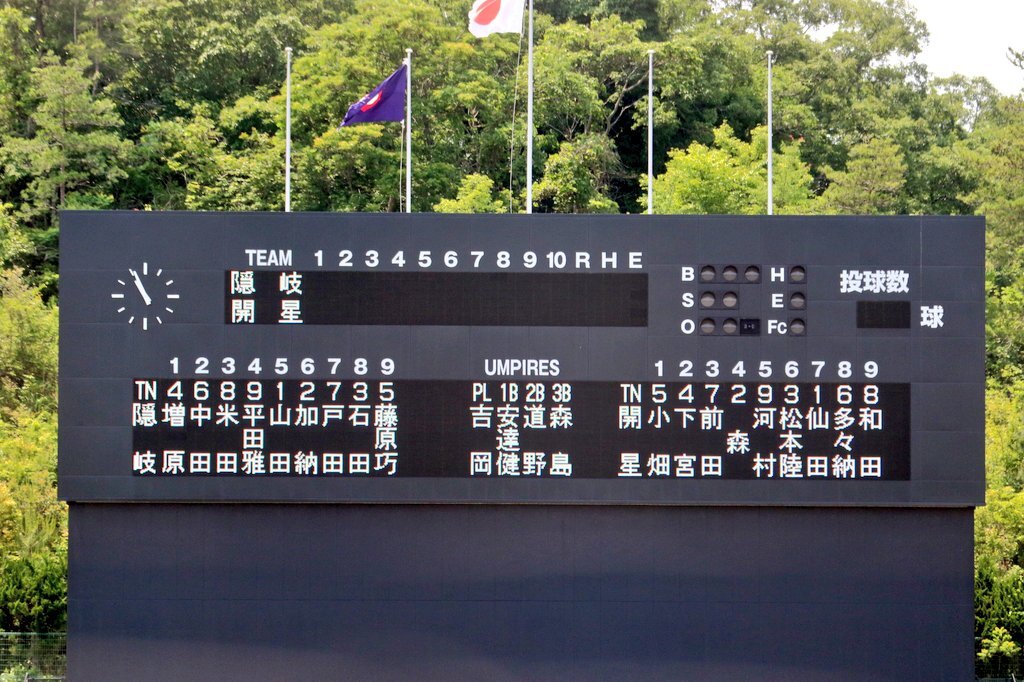 TEAM 1 2 3 4 5 6 7 8 9 10 R H E
隠岐
開星
B H
S E
O Fc
投球数
球
1 2 3 4 5 6 7 8 9
UMPIRES
1 2 3 4 5 6 7 8 9
TN 4 6 8 9 1 2 7 3 5
PL 1B 2B 3B
TN 5 4 7 2 9 3 1 6 8
隠 増 中 米 平 山 加 戸 石 藤
吉 安 道 森
開 小 下 前 河 松 仙 多 和
田 原
達
森 本 々
岐 原 田 田 雅 田 納 田 田 巧
岡 健 野 島
星 畑 宮 田 村 陸 田 納 田